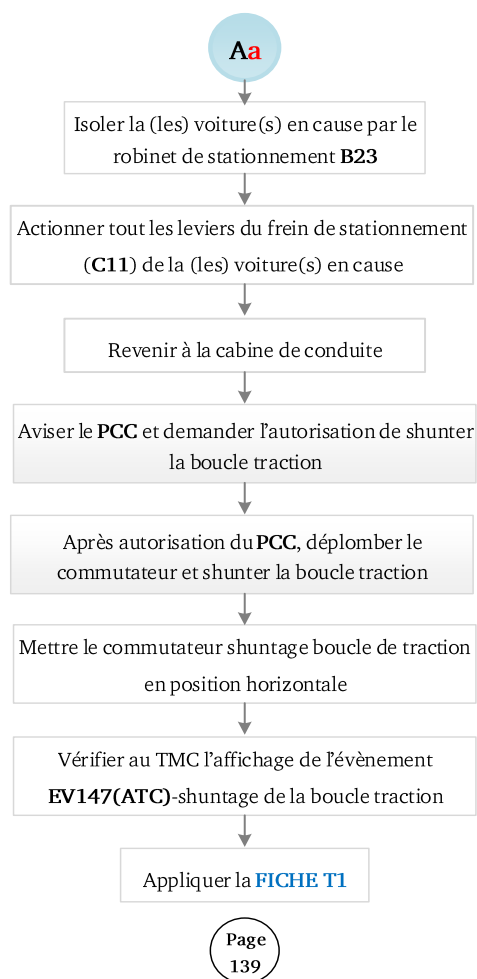 Aa
Isoler la (les) voiture(s) en cause par le
robinet de stationnement B23
Actionner tout les leviers du frein de stationnement
(C11) de la (les) voiture(s) en cause
Revenir à la cabine de conduite
Aviser le PCC et demander l'autorisation de shunter
la boucle traction
Après autorisation du PCC, déplomber le
commutateur et shunter la boucle traction
Mettre le commutateur shuntage boucle de traction
en position horizontale
Vérifier au TMC l'affichage de l'évènement
EV147(ATC)-shuntage de la boucle traction
Appliquer la FICHE T1
Page
139